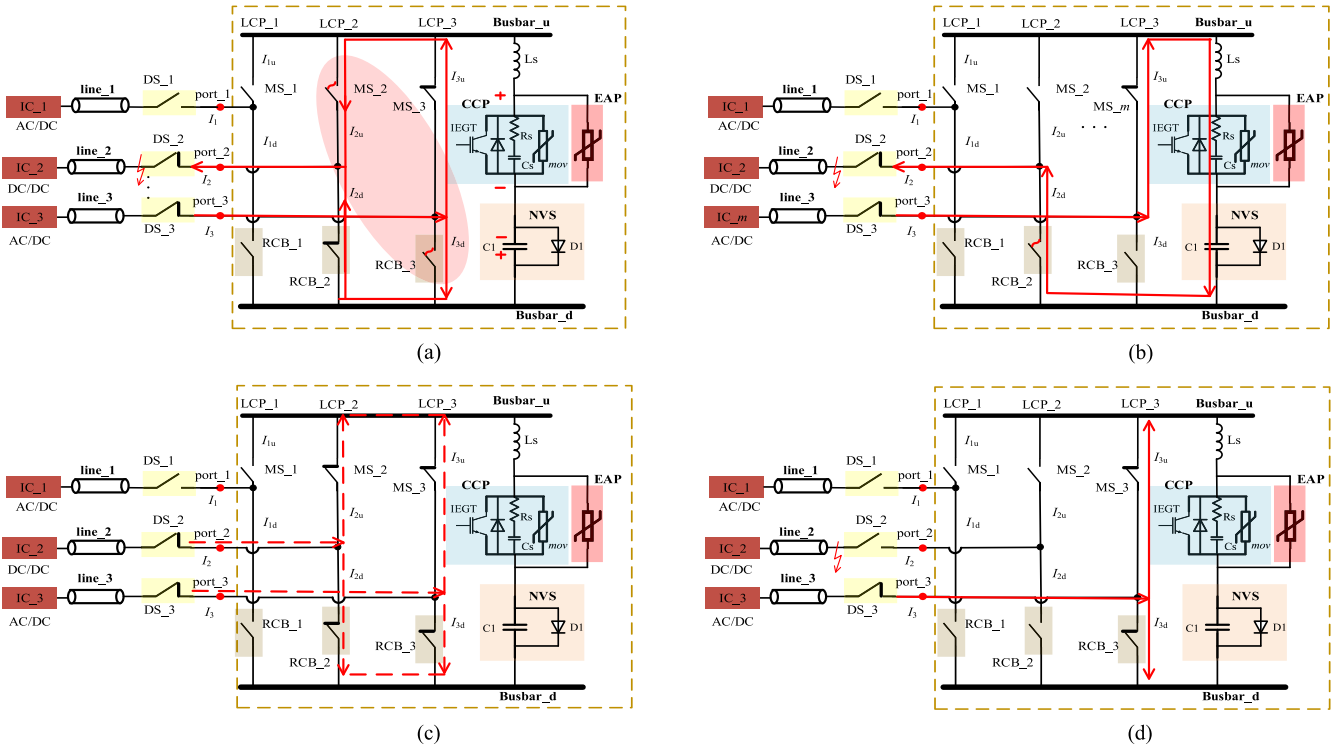 LCP_1 LCP_2 LCP_3 Busbar_u
I1u I3u Ls
line_1 DS_1 port_1 MS_1 MS_2 MS_3 CCP + EAP
IC_1 I1 IEGT Rs
AC/DC
line_2 DS_2 port_2 I1d I2u Cs mov
IC_2 I2 −
DC/DC I2d
line_3 port_3 NVS
IC_3 I3 I3d C1 − + D1
AC/DC DS_3 RCB_1 RCB_2 RCB_3
Busbar_d
(a)
LCP_1 LCP_2 LCP_3 Busbar_u
I1u I3u Ls
line_1 DS_1 port_1 MS_1 MS_2 MS_m CCP EAP
IC_1 I1 . . . IEGT Rs
AC/DC
line_2 DS_2 port_2 I1d I2u Cs mov
IC_2 I2
DC/DC I2d
line_3 port_3 NVS
IC_m I3 I3d C1 D1
AC/DC DS_3 RCB_1 RCB_2 RCB_3
Busbar_d
(b)
LCP_1 LCP_2 LCP_3 Busbar_u
I1u I3u Ls
line_1 DS_1 port_1 MS_1 MS_2 MS_3 CCP EAP
IC_1 I1 IEGT Rs
AC/DC
line_2 DS_2 port_2 I1d I2u Cs mov
IC_2 I2
DC/DC I2d
line_3 port_3 NVS
IC_3 I3 I3d C1 D1
AC/DC DS_3 RCB_1 RCB_2 RCB_3
Busbar_d
(c)
LCP_1 LCP_2 LCP_3 Busbar_u
I1u I3u Ls
line_1 DS_1 port_1 MS_1 MS_2 MS_3 CCP EAP
IC_1 I1 IEGT Rs
AC/DC
line_2 DS_2 port_2 I1d I2u Cs mov
IC_2 I2
DC/DC I2d
line_3 port_3 NVS
IC_3 I3 I3d C1 D1
AC/DC DS_3 RCB_1 RCB_2 RCB_3
Busbar_d
(d)